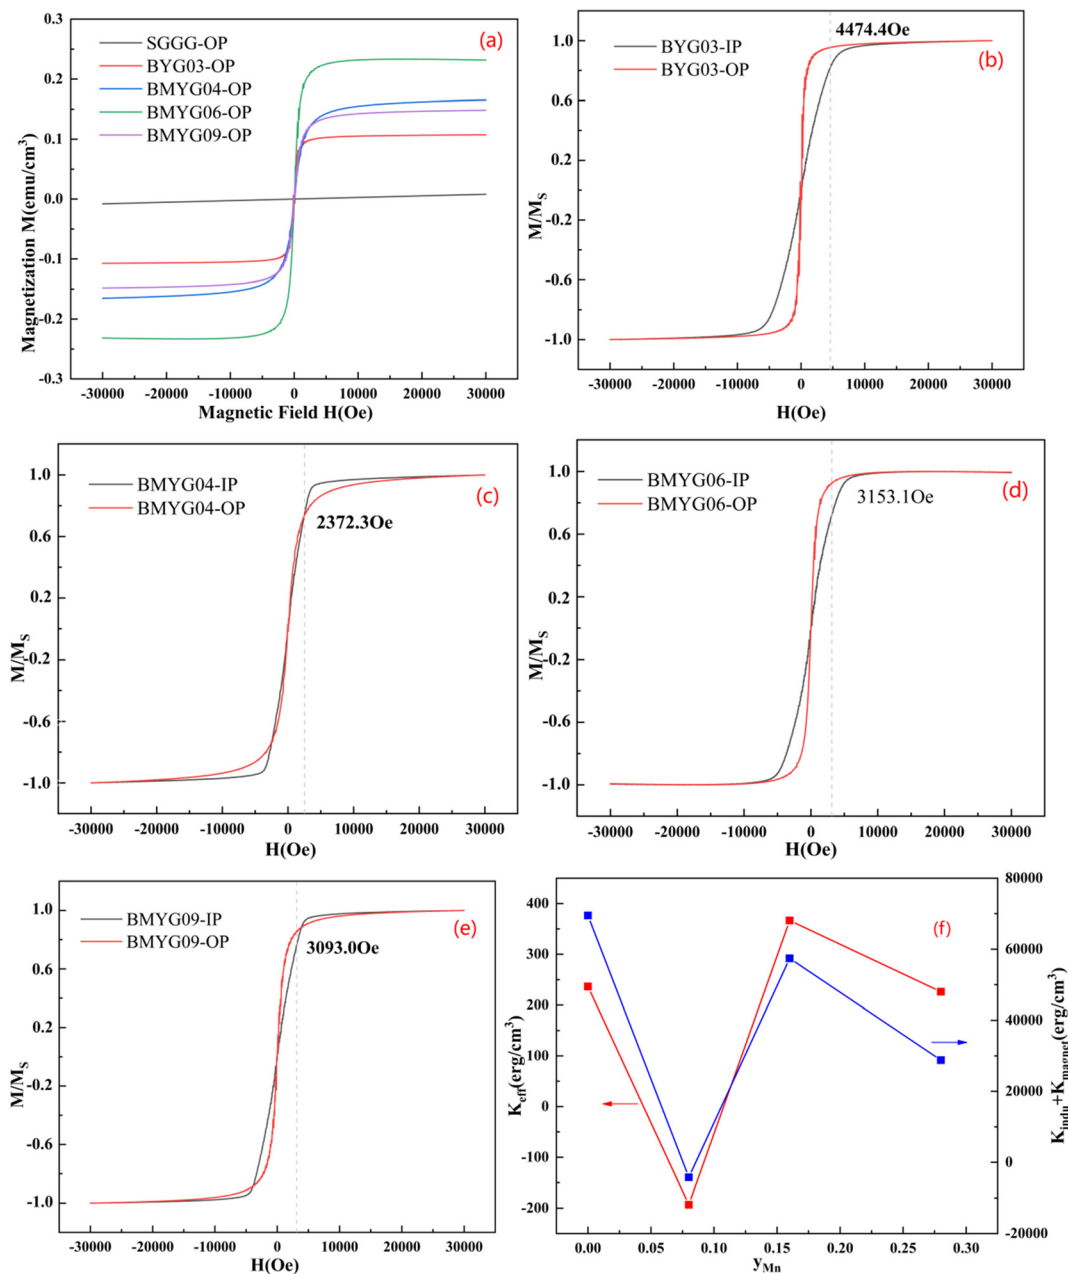 0.3
0.2
0.1
0.0
-0.1
-0.2
-0.3
Magnetization M(emu/cm³)
SGGG-OP
BYG03-OP
BMYG04-OP
BMYG06-OP
BMYG09-OP
(a)
-30000 -20000 -10000 0 10000 20000 30000
Magnetic Field H(Oe)
1.0
0.6
0.2
-0.2
-0.6
-1.0
M/MS
BYG03-IP
BYG03-OP
4474.4Oe
(b)
-30000 -20000 -10000 0 10000 20000 30000
H(Oe)
1.0
0.6
0.2
-0.2
-0.6
-1.0
M/MS
BMYG04-IP
BMYG04-OP
2372.3Oe
(c)
-30000 -20000 -10000 0 10000 20000 30000
H(Oe)
1.0
0.6
0.2
-0.2
-0.6
-1.0
M/MS
BMYG06-IP
BMYG06-OP
3153.1Oe
(d)
-30000 -20000 -10000 0 10000 20000 30000
H(Oe)
1.0
0.6
0.2
-0.2
-0.6
-1.0
M/MS
BMYG09-IP
BMYG09-OP
3093.0Oe
(e)
-30000 -20000 -10000 0 10000 20000 30000
H(Oe)
400
300
200
100
0
-100
-200
Keff(erg/cm³)
(f)
80000
60000
40000
20000
0
-20000
Kindu+Kmagnet(erg/cm³)
0.00 0.05 0.10 0.15 0.20 0.25 0.30
yMn